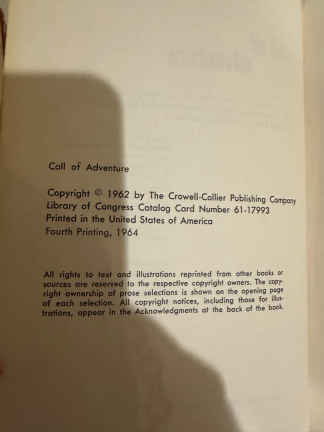 Call of Adventure
Copyright © 1962 by The Crowell-Collier Publishing Company
Library of Congress Catalog Card Number 61-17993
Printed in the United States of America
Fourth Printing, 1964
All rights to text and illustrations reprinted from other books or
sources are reserved to the respective copyright owners. The copy-
right ownership of prose selections is shown on the opening page
of each selection. All copyright notices, including those for illus-
trations, appear in the Acknowledgments at the back of the book.